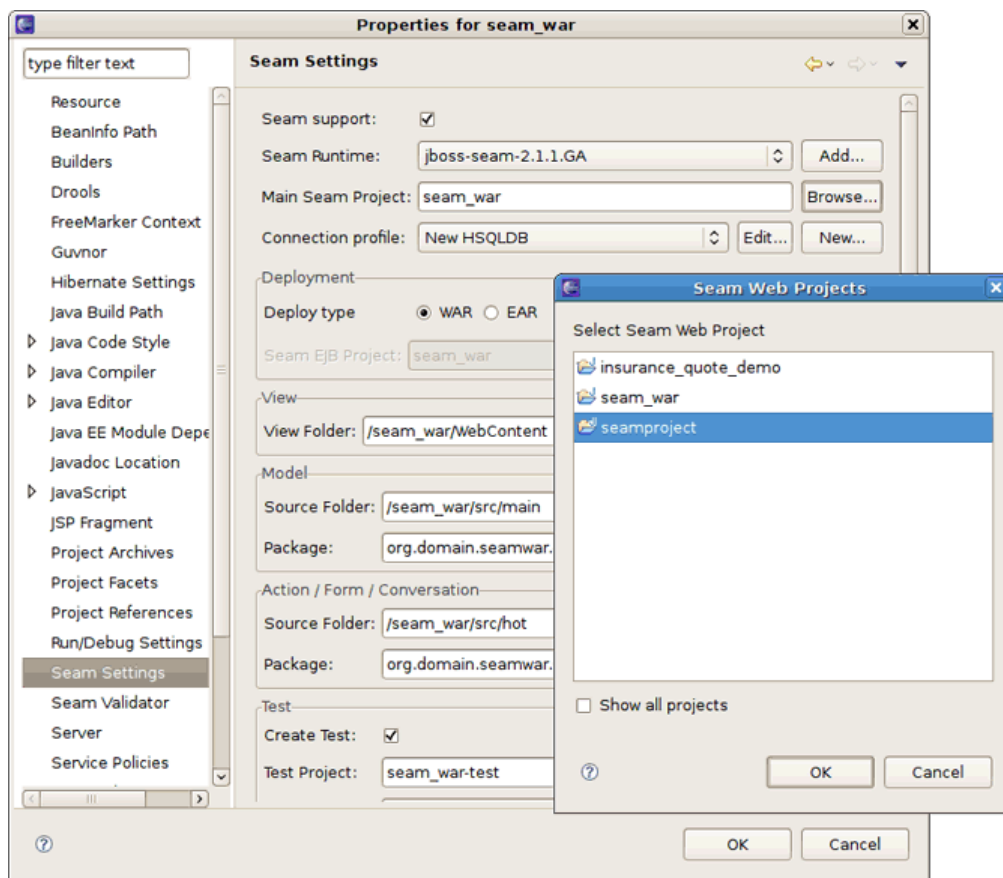 Properties for seam_war
type filter text
Resource
BeanInfo Path
Builders
Drools
FreeMarker Context
Guvnor
Hibernate Settings
Java Build Path
Java Code Style
Java Compiler
Java Editor
Java EE Module Depe
Javadoc Location
JavaScript
JSP Fragment
Project Archives
Project Facets
Project References
Run/Debug Settings
Seam Settings
Seam Validator
Server
Service Policies
Seam Settings
Seam support:
Seam Runtime: jboss-seam-2.1.1.GA Add...
Main Seam Project: seam_war Browse...
Connection profile: New HSQLDB Edit... New...
Deployment
Deploy type WAR EAR
Seam EJB Project: seam_war
View
View Folder: /seam_war/WebContent
Model
Source Folder: /seam_war/src/main
Package: org.domain.seamwar.
Action / Form / Conversation
Source Folder: /seam_war/src/hot
Package: org.domain.seamwar.
Test
Create Test:
Test Project: seam_war-test
OK Cancel
Seam Web Projects
Select Seam Web Project
insurance_quote_demo
seam_war
seamproject
Show all projects
OK Cancel